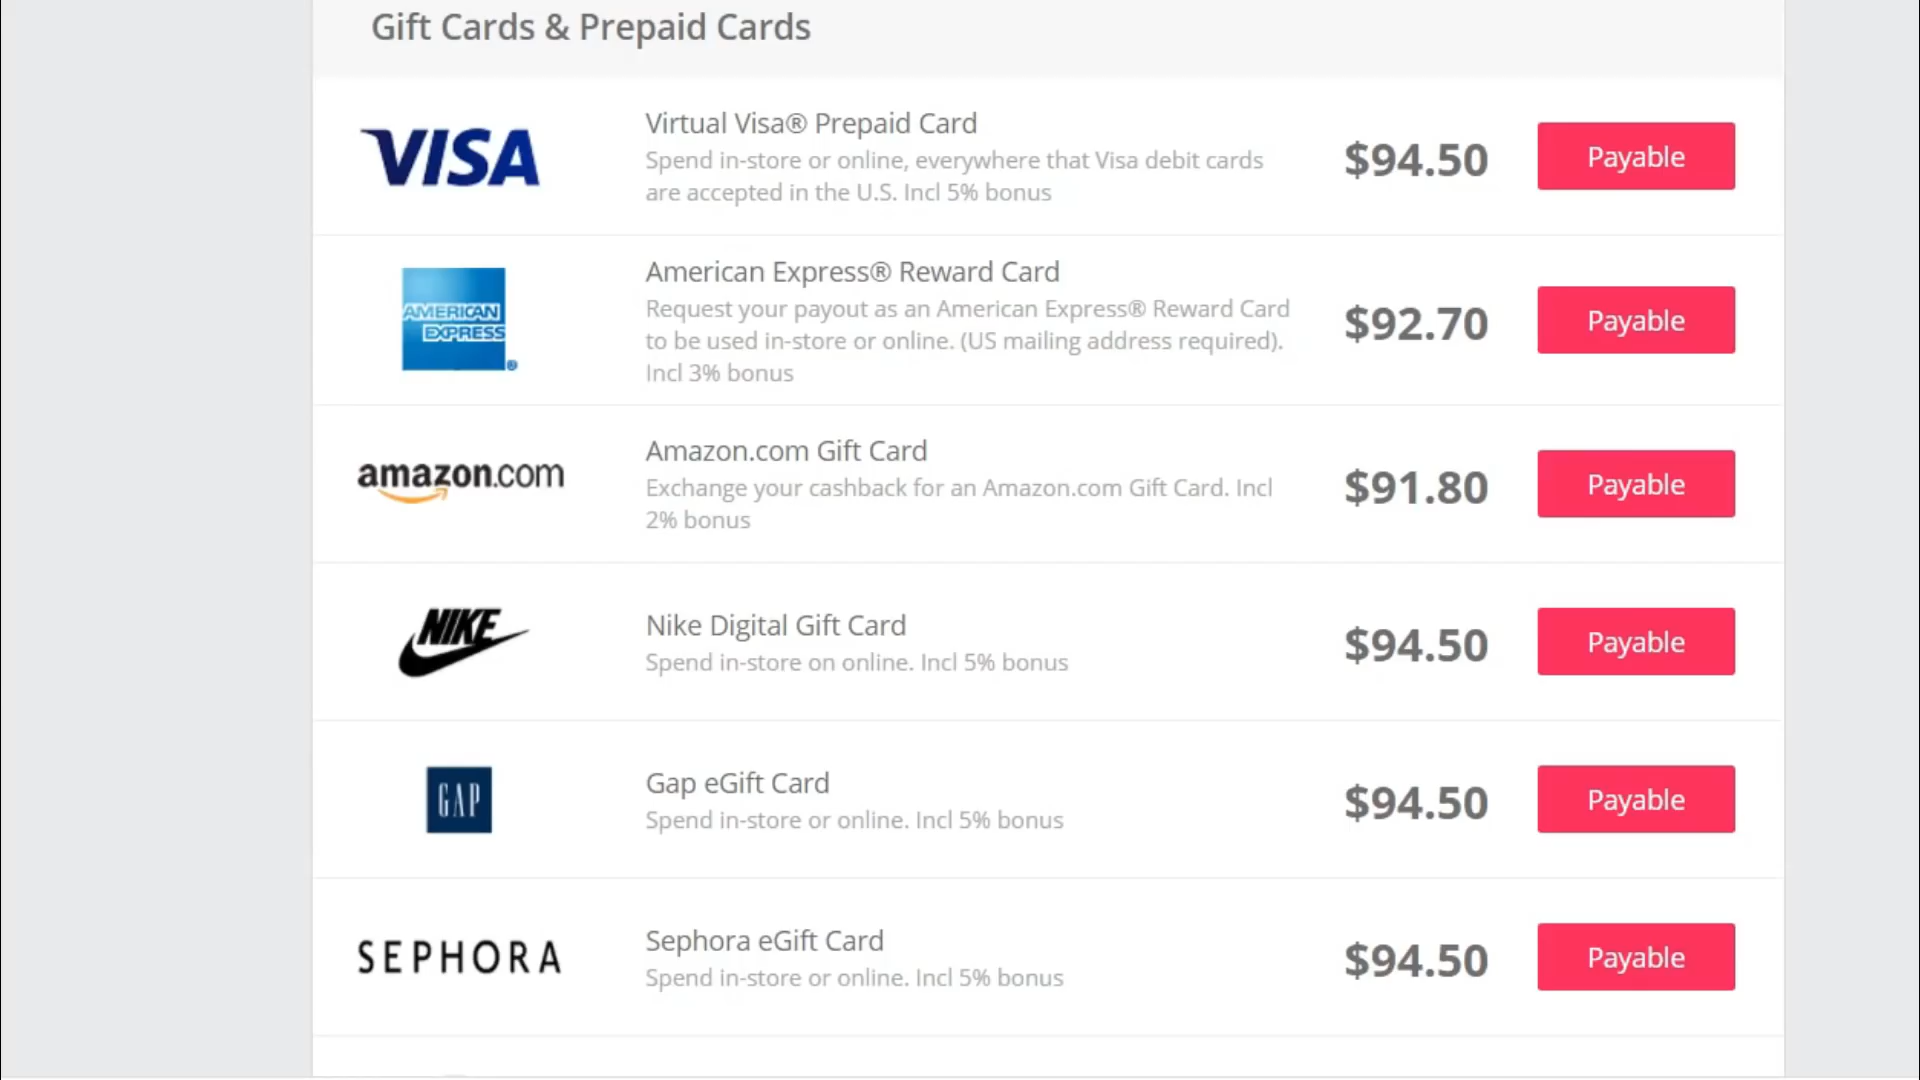 Gift Cards & Prepaid Cards
VISA
Virtual Visa® Prepaid Card
Spend in-store or online, everywhere that Visa debit cards
are accepted in the U.S. Incl 5% bonus
$94.50
Payable
AMERICAN
EXPRESS
®
American Express® Reward Card
Request your payout as an American Express® Reward Card
to be used in-store or online. (US mailing address required).
Incl 3% bonus
$92.70
Payable
amazon.com
Amazon.com Gift Card
Exchange your cashback for an Amazon.com Gift Card. Incl
2% bonus
$91.80
Payable
NIKE
Nike Digital Gift Card
Spend in-store on online. Incl 5% bonus
$94.50
Payable
GAP
Gap eGift Card
Spend in-store or online. Incl 5% bonus
$94.50
Payable
SEPHORA
Sephora eGift Card
Spend in-store or online. Incl 5% bonus
$94.50
Payable